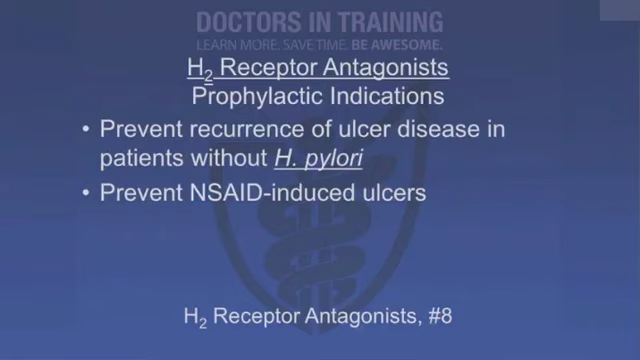 DOCTORS IN TRAINING
LEARN MORE. SAVE TIME. BE AWESOME.
H₂ Receptor Antagonists
Prophylactic Indications
• Prevent recurrence of ulcer disease in
patients without H. pylori
• Prevent NSAID-induced ulcers
H₂ Receptor Antagonists, #8